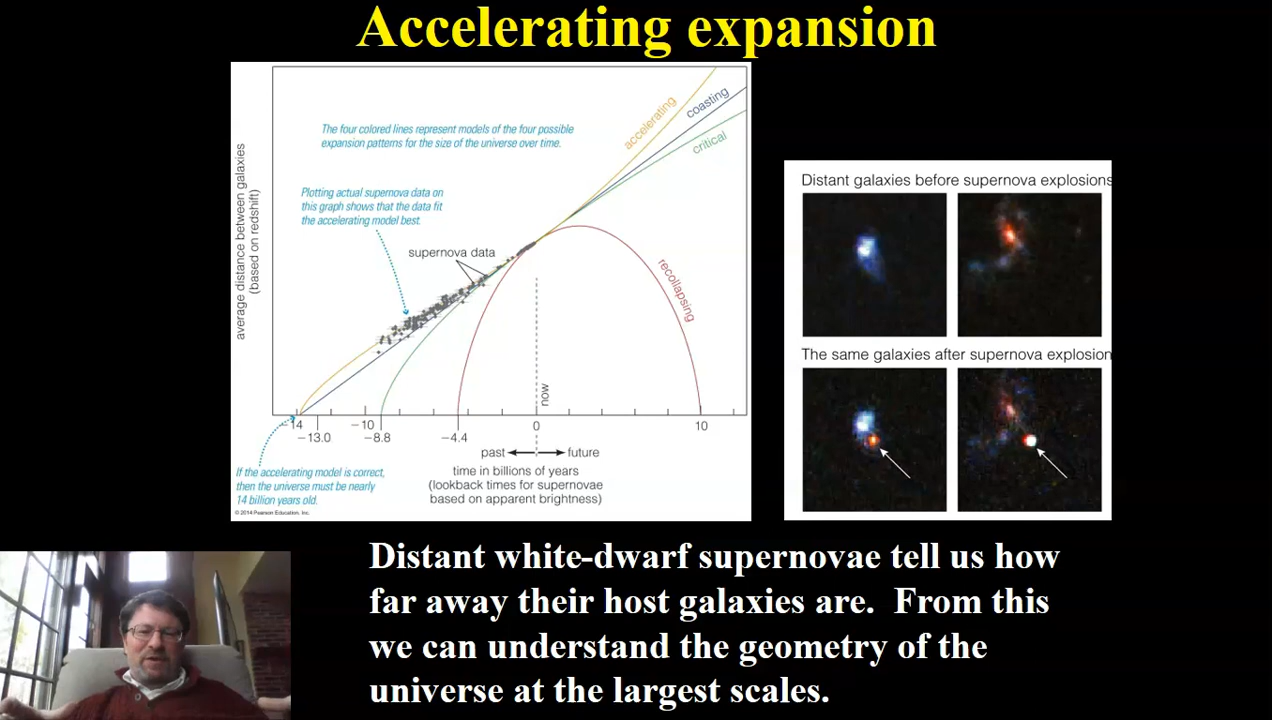 Accelerating expansion
The four colored lines represent models of the four possible
expansion patterns for the size of the universe over time.
Plotting actual supernova data on
this graph shows that the data fit
the accelerating model best.
average distance between galaxies
(based on redshift)
supernova data
accelerating
coasting
critical
recollapsing
now
−14
−13.0
−10
−8.8
−4.4
0
10
past
future
time in billions of years
(lookback times for supernovae
based on apparent brightness)
If the accelerating model is correct,
then the universe must be nearly
14 billion years old.
© 2014 Pearson Education, Inc.
Distant galaxies before supernova explosions
The same galaxies after supernova explosion
Distant white-dwarf supernovae tell us how
far away their host galaxies are. From this
we can understand the geometry of the
universe at the largest scales.